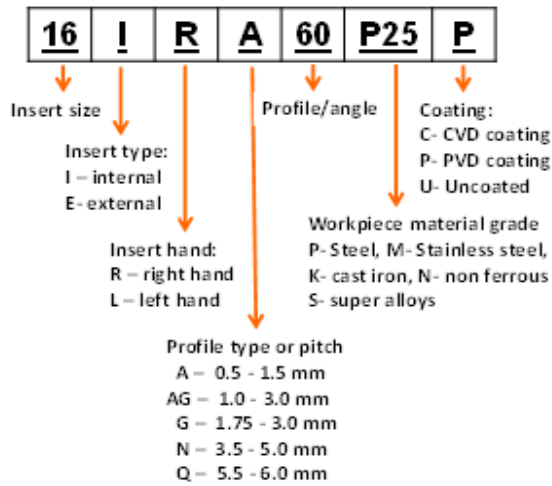 16 I R A 60 P25 P
Insert size
Profile/angle
Coating:
C- CVD coating
P- PVD coating
U- Uncoated
Insert type:
I – internal
E- external
Workpiece material grade
P- Steel, M- Stainless steel,
K- cast iron, N- non ferrous
S- super alloys
Insert hand:
R – right hand
L – left hand
Profile type or pitch
A – 0.5 - 1.5 mm
AG – 1.0 – 3.0 mm
G – 1.75 - 3.0 mm
N – 3.5 - 5.0 mm
Q – 5.5 - 6.0 mm